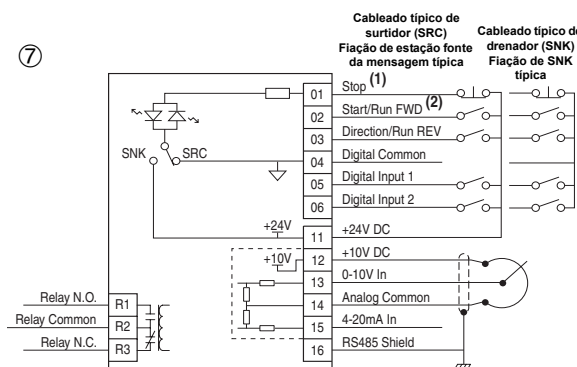 Cableado típico de
surtidor (SRC)
Fiação de estação fonte
da mensagem típica
Cableado típico de
drenador (SNK)
Fiação de SNK
típica
7
01 Stop (1)
02 Start/Run FWD (2)
03 Direction/Run REV
SNK SRC
04 Digital Common
05 Digital Input 1
06 Digital Input 2
+24V
11 +24V DC
+10V
12 +10V DC
13 0-10V In
14 Analog Common
15 4-20mA In
16 RS485 Shield
Relay N.O. R1
Relay Common R2
Relay N.C. R3